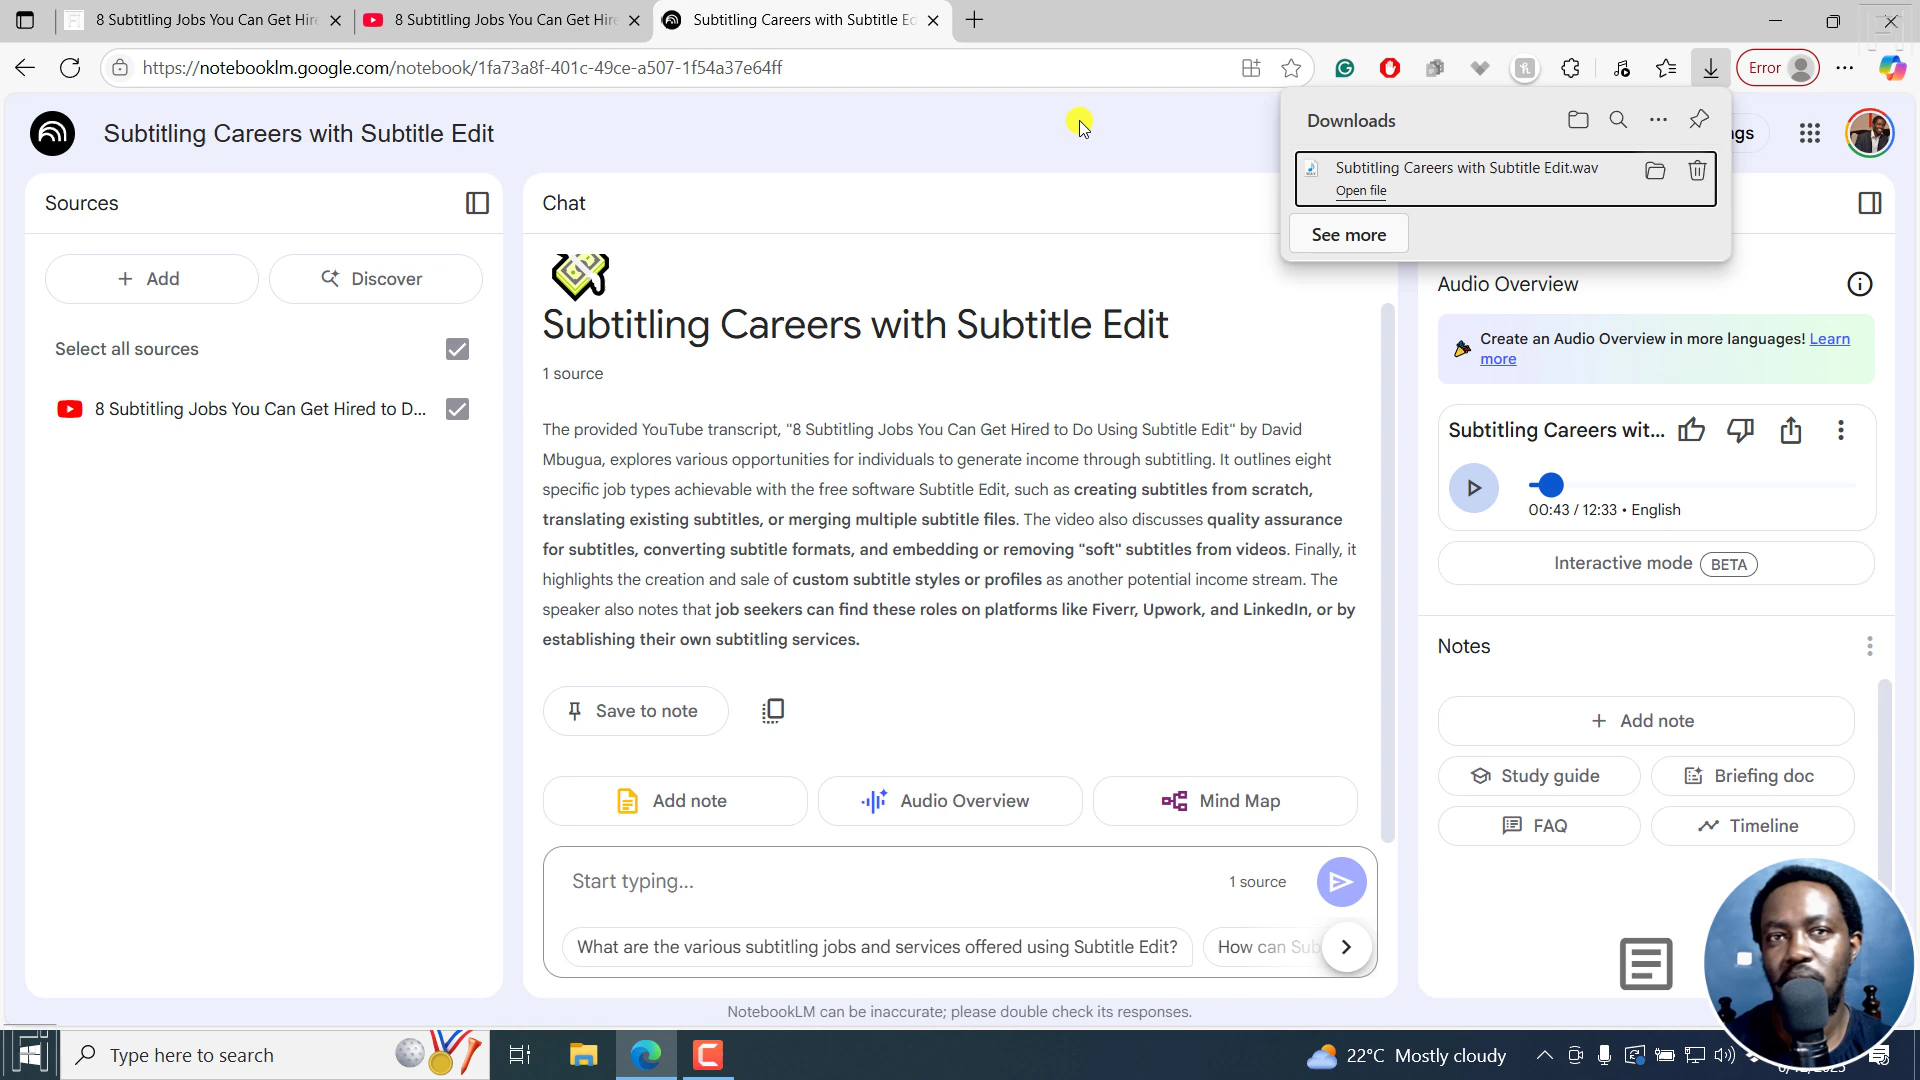 8 Subtitling Jobs You Can Get Hire
8 Subtitling Jobs You Can Get Hire
Subtitling Careers with Subtitle Ed
https://notebooklm.google.com/notebook/1fa73a8f-401c-49ce-a507-1f54a37e64ff
Error
Subtitling Careers with Subtitle Edit
Downloads
Subtitling Careers with Subtitle Edit.wav
Open file
See more
Sources
Add
Discover
Select all sources
8 Subtitling Jobs You Can Get Hired to D...
Chat
Subtitling Careers with Subtitle Edit
1 source
The provided YouTube transcript, "8 Subtitling Jobs You Can Get Hired to Do Using Subtitle Edit" by David
Mbugua, explores various opportunities for individuals to generate income through subtitling. It outlines eight
specific job types achievable with the free software Subtitle Edit, such as creating subtitles from scratch,
translating existing subtitles, or merging multiple subtitle files. The video also discusses quality assurance
for subtitles, converting subtitle formats, and embedding or removing "soft" subtitles from videos. Finally, it
highlights the creation and sale of custom subtitle styles or profiles as another potential income stream. The
speaker also notes that job seekers can find these roles on platforms like Fiverr, Upwork, and LinkedIn, or by
establishing their own subtitling services.
Save to note
Add note
Audio Overview
Mind Map
Start typing...
1 source
What are the various subtitling jobs and services offered using Subtitle Edit?
How can Sub
NotebookLM can be inaccurate; please double check its responses.
Audio Overview
Create an Audio Overview in more languages! Learn
more
Subtitling Careers wit...
00:43 / 12:33 • English
Interactive mode BETA
Notes
Add note
Study guide
Briefing doc
FAQ
Timeline
Type here to search
22°C Mostly cloudy